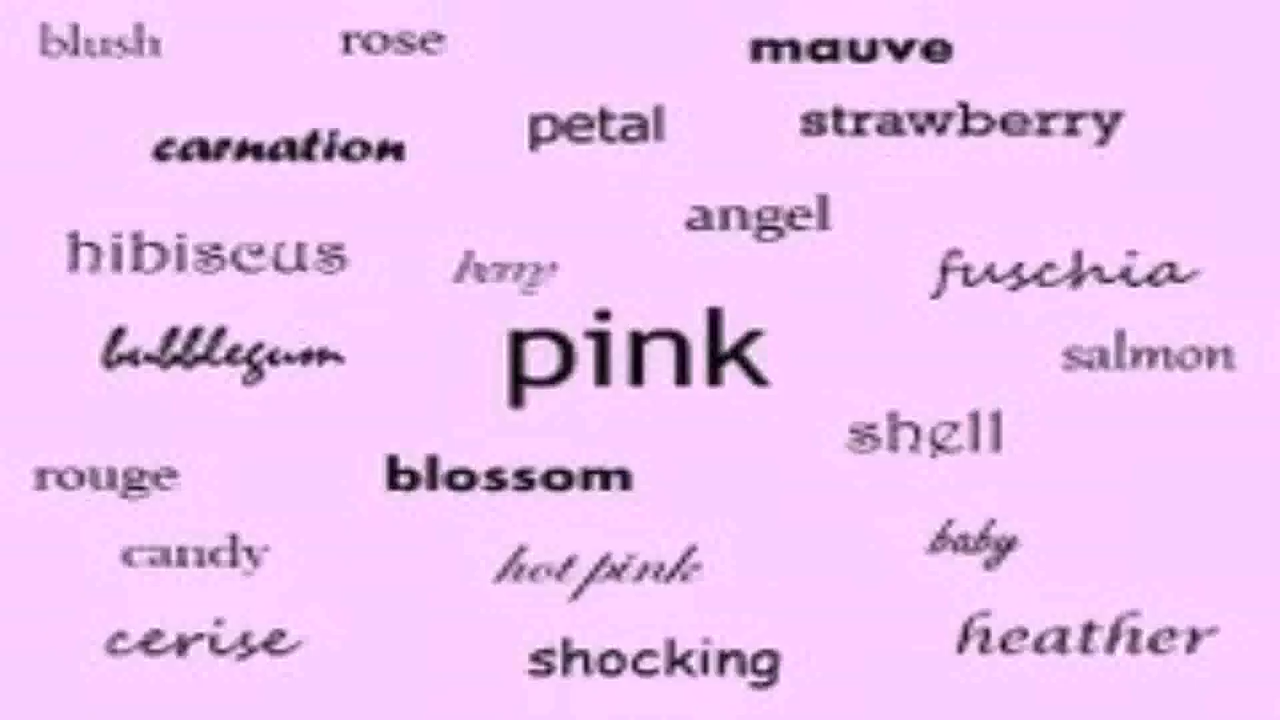 blush rose mauve
petal strawberry
carnation
angel
hibiscus fuschia
pink
bubblegum salmon
shell
rouge blossom
candy hot pink baby
cerise shocking heather